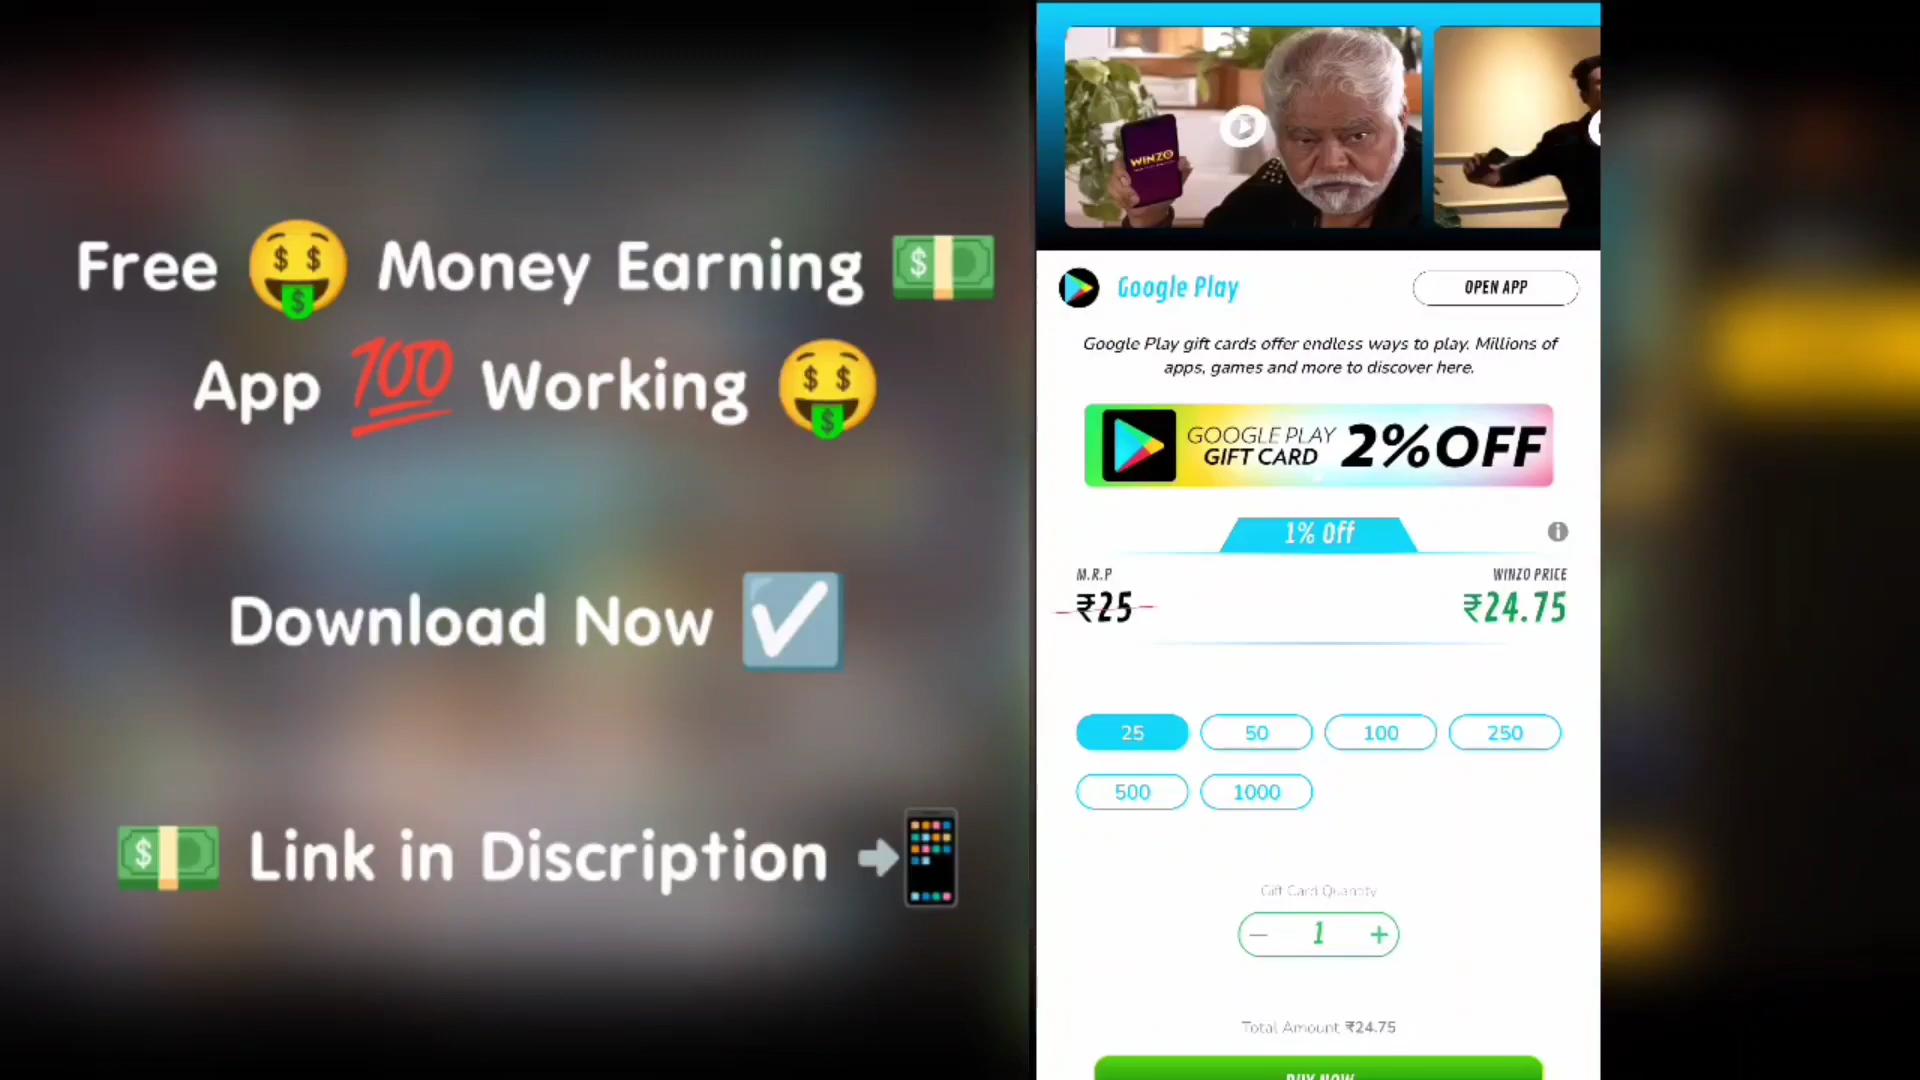 Free 🤑 Money Earning 💵
App 💯 Working 🤑
Download Now ☑️
💵 Link in Discription 📲
WINZO
Google Play
OPEN APP
Google Play gift cards offer endless ways to play. Millions of
apps, games and more to discover here.
GOOGLE PLAY
GIFT CARD
2%OFF
1% Off
M.R.P
WINZO PRICE
₹25
₹24.75
25
50
100
250
500
1000
Gift Card Quantity
1
Total Amount ₹24.75
BUY NOW